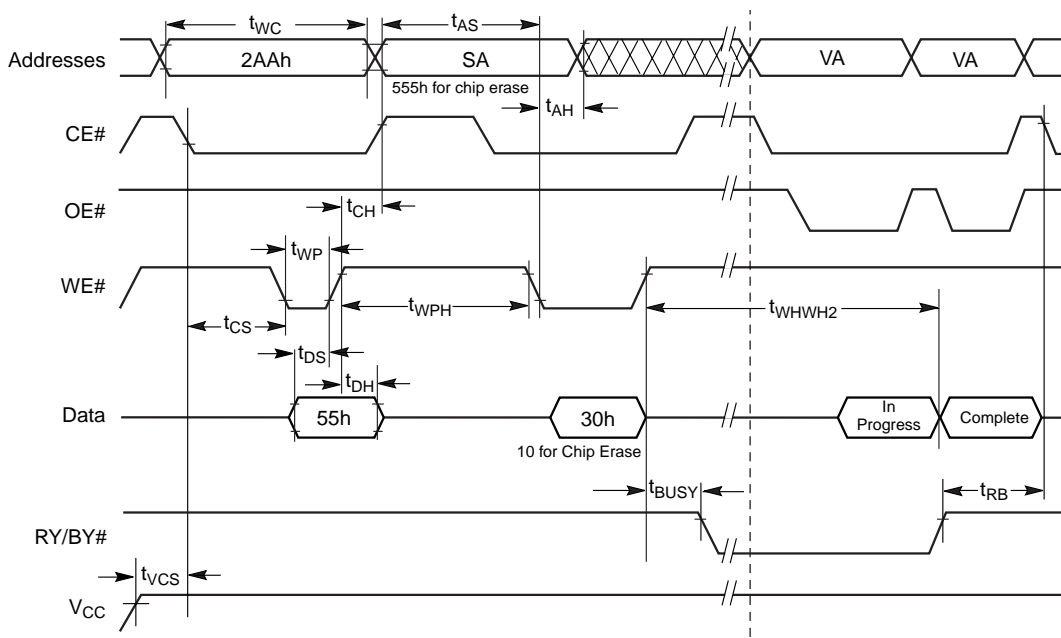 tWC
tAS
Addresses
2AAh
SA
VA
VA
555h for chip erase
tAH
CE#
OE#
tCH
tWP
WE#
tWPH
tWHWH2
tCS
tDS
tDH
Data
55h
30h
In
Progress
Complete
10 for Chip Erase
tBUSY
tRB
RY/BY#
tVCS
VCC